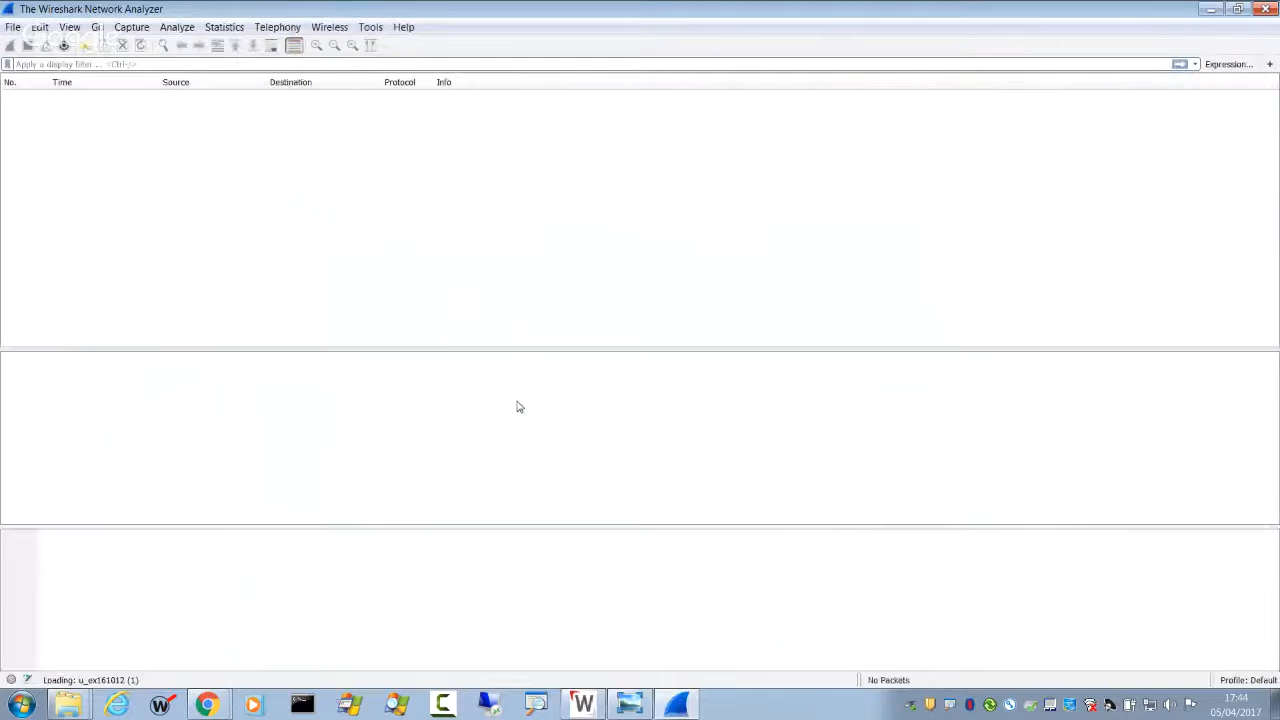 The Wireshark Network Analyzer
File Edit View Go Capture Analyze Statistics Telephony Wireless Tools Help
Apply a display filter ... <Ctrl-/>
Expression... +
No. Time Source Destination Protocol Info
Loading: u_ex161012 (1)
No Packets
Profile: Default
17:44
05/04/2017